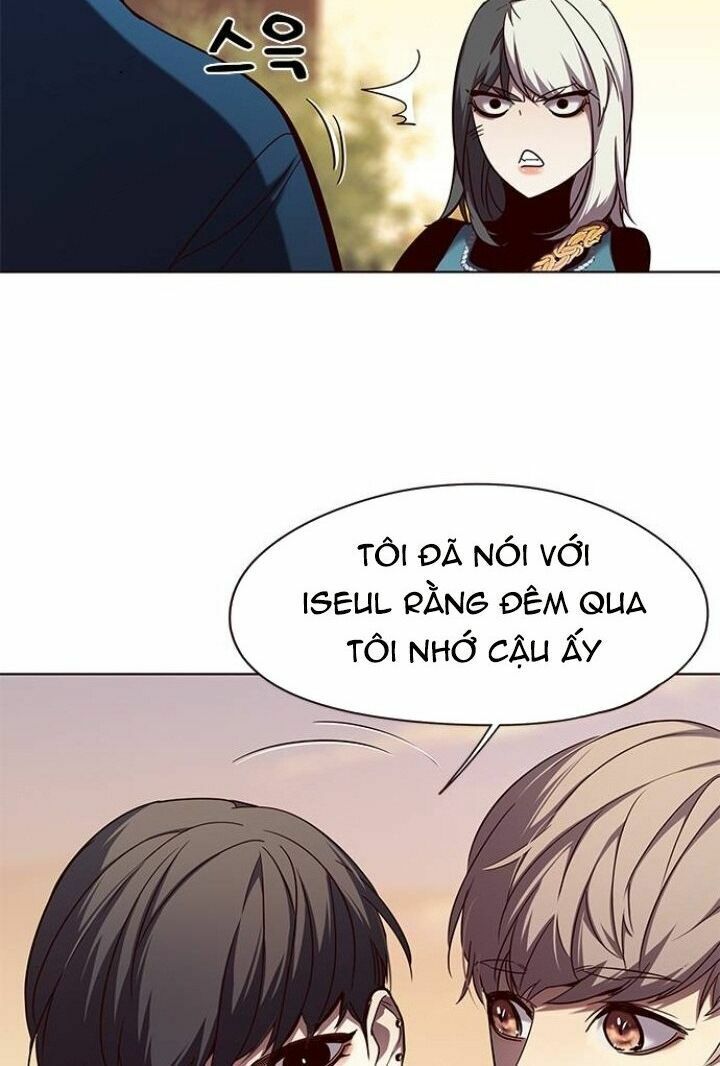 스윽
TÔI ĐÃ NÓI VỚI
ISEUL RẰNG ĐÊM QUA
TÔI NHỚ CẬU ẤY